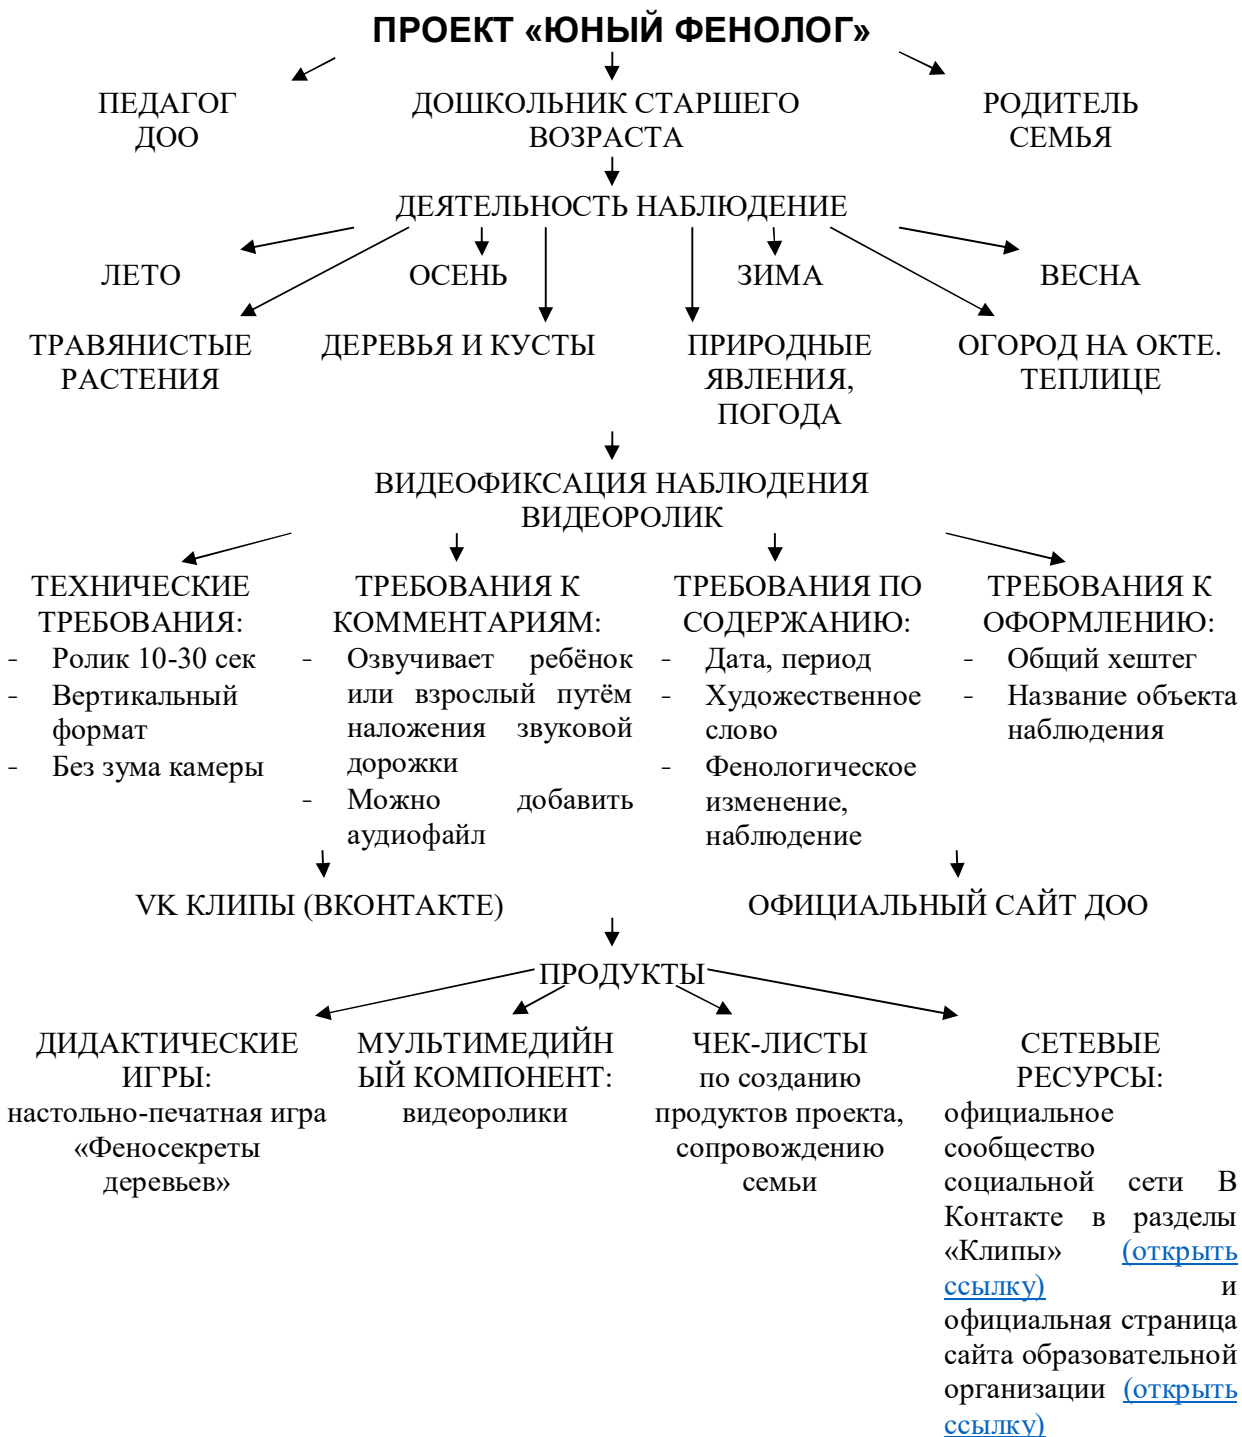 ПРОЕКТ «ЮНЫЙ ФЕНОЛОГ»
ПЕДАГОГ
ДОО
ДОШКОЛЬНИК СТАРШЕГО
ВОЗРАСТА
РОДИТЕЛЬ
СЕМЬЯ
ДЕЯТЕЛЬНОСТЬ НАБЛЮДЕНИЕ
ЛЕТО
ОСЕНЬ
ЗИМА
ВЕСНА
ТРАВЯНИСТЫЕ
РАСТЕНИЯ
ДЕРЕВЬЯ И КУСТЫ
ПРИРОДНЫЕ
ЯВЛЕНИЯ,
ПОГОДА
ОГОРОД НА ОКТЕ.
ТЕПЛИЦЕ
ВИДЕОФИКСАЦИЯ НАБЛЮДЕНИЯ
ВИДЕОРОЛИК
ТЕХНИЧЕСКИЕ
ТРЕБОВАНИЯ:
- Ролик 10-30 сек
- Вертикальный
формат
- Без зума камеры
ТРЕБОВАНИЯ К
КОММЕНТАРИЯМ:
- Озвучивает ребёнок
или взрослый путём
наложения звуковой
дорожки
- Можно добавить
аудиофайл
ТРЕБОВАНИЯ ПО
СОДЕРЖАНИЮ:
- Дата, период
- Художественное
слово
- Фенологическое
изменение,
наблюдение
ТРЕБОВАНИЯ К
ОФОРМЛЕНИЮ:
- Общий хештег
- Название объекта
наблюдения
VK КЛИПЫ (ВКОНТАКТЕ)
ОФИЦИАЛЬНЫЙ САЙТ ДОО
ПРОДУКТЫ
ДИДАКТИЧЕСКИЕ
ИГРЫ:
настольно-печатная игра
«Феносекреты
деревьев»
МУЛЬТИМЕДИЙН
ЫЙ КОМПОНЕНТ:
видеоролики
ЧЕК-ЛИСТЫ
по созданию
продуктов проекта,
сопровождению
семьи
СЕТЕВЫЕ
РЕСУРСЫ:
официальное
сообщество
социальной сети В
Контакте в разделы
«Клипы» (открыть
ссылку) и
официальная страница
сайта образовательной
организации (открыть
ссылку)